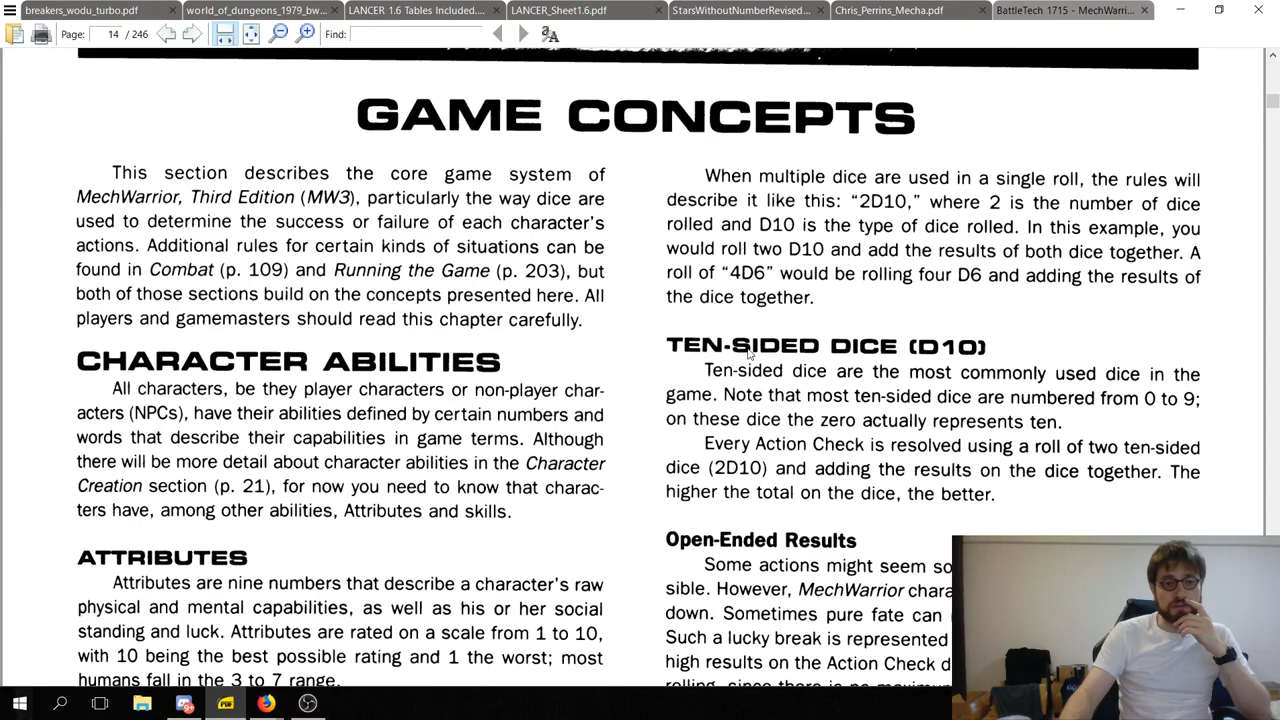 breakers_wodu_turbo.pdf
world_of_dungeons_1979_bw...
LANCER 1.6 Tables Included....
LANCER_Sheet1.6.pdf
StarsWithoutNumberRevised...
Chris_Perrins_Mecha.pdf
BattleTech 1715 - MechWarri...
Page: 14 / 246
Find:
GAME CONCEPTS
This section describes the core game system of
MechWarrior, Third Edition (MW3), particularly the way dice are
used to determine the success or failure of each character's
actions. Additional rules for certain kinds of situations can be
found in Combat (p. 109) and Running the Game (p. 203), but
both of those sections build on the concepts presented here. All
players and gamemasters should read this chapter carefully.
CHARACTER ABILITIES
All characters, be they player characters or non-player char-
acters (NPCs), have their abilities defined by certain numbers and
words that describe their capabilities in game terms. Although
there will be more detail about character abilities in the Character
Creation section (p. 21), for now you need to know that charac-
ters have, among other abilities, Attributes and skills.
ATTRIBUTES
Attributes are nine numbers that describe a character's raw
physical and mental capabilities, as well as his or her social
standing and luck. Attributes are rated on a scale from 1 to 10,
with 10 being the best possible rating and 1 the worst; most
humans fall in the 3 to 7 range.
When multiple dice are used in a single roll, the rules will
describe it like this: "2D10," where 2 is the number of dice
rolled and D10 is the type of dice rolled. In this example, you
would roll two D10 and add the results of both dice together. A
roll of "4D6" would be rolling four D6 and adding the results of
the dice together.
TEN-SIDED DICE (D10)
Ten-sided dice are the most commonly used dice in the
game. Note that most ten-sided dice are numbered from 0 to 9;
on these dice the zero actually represents ten.
Every Action Check is resolved using a roll of two ten-sided
dice (2D10) and adding the results on the dice together. The
higher the total on the dice, the better.
Open-Ended Results
Some actions might seem so
sible. However, MechWarrior chara
down. Sometimes pure fate can
Such a lucky break is represented
high results on the Action Check d
rolling, since there is no maximu